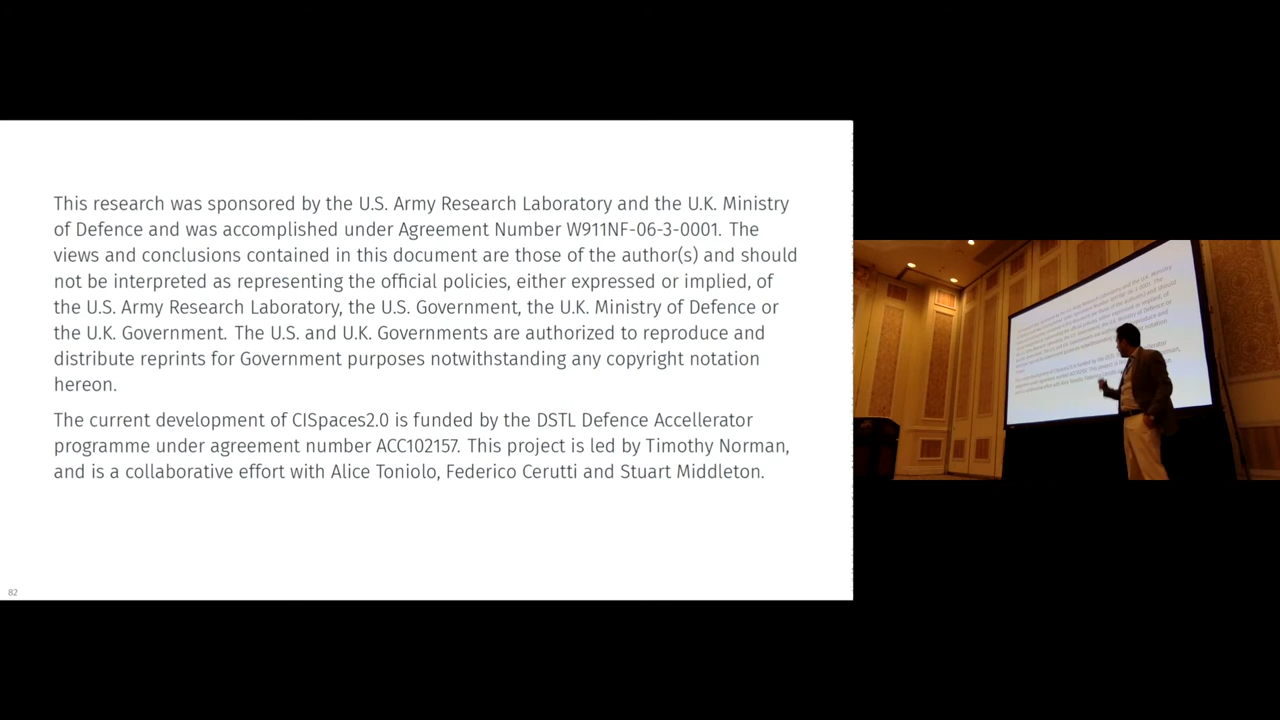 This research was sponsored by the U.S. Army Research Laboratory and the U.K. Ministry
of Defence and was accomplished under Agreement Number W911NF-06-3-0001. The
views and conclusions contained in this document are those of the author(s) and should
not be interpreted as representing the official policies, either expressed or implied, of
the U.S. Army Research Laboratory, the U.S. Government, the U.K. Ministry of Defence or
the U.K. Government. The U.S. and U.K. Governments are authorized to reproduce and
distribute reprints for Government purposes notwithstanding any copyright notation
hereon.
The current development of CISpaces2.0 is funded by the DSTL Defence Accellerator
programme under agreement number ACC102157. This project is led by Timothy Norman,
and is a collaborative effort with Alice Toniolo, Federico Cerutti and Stuart Middleton.
82